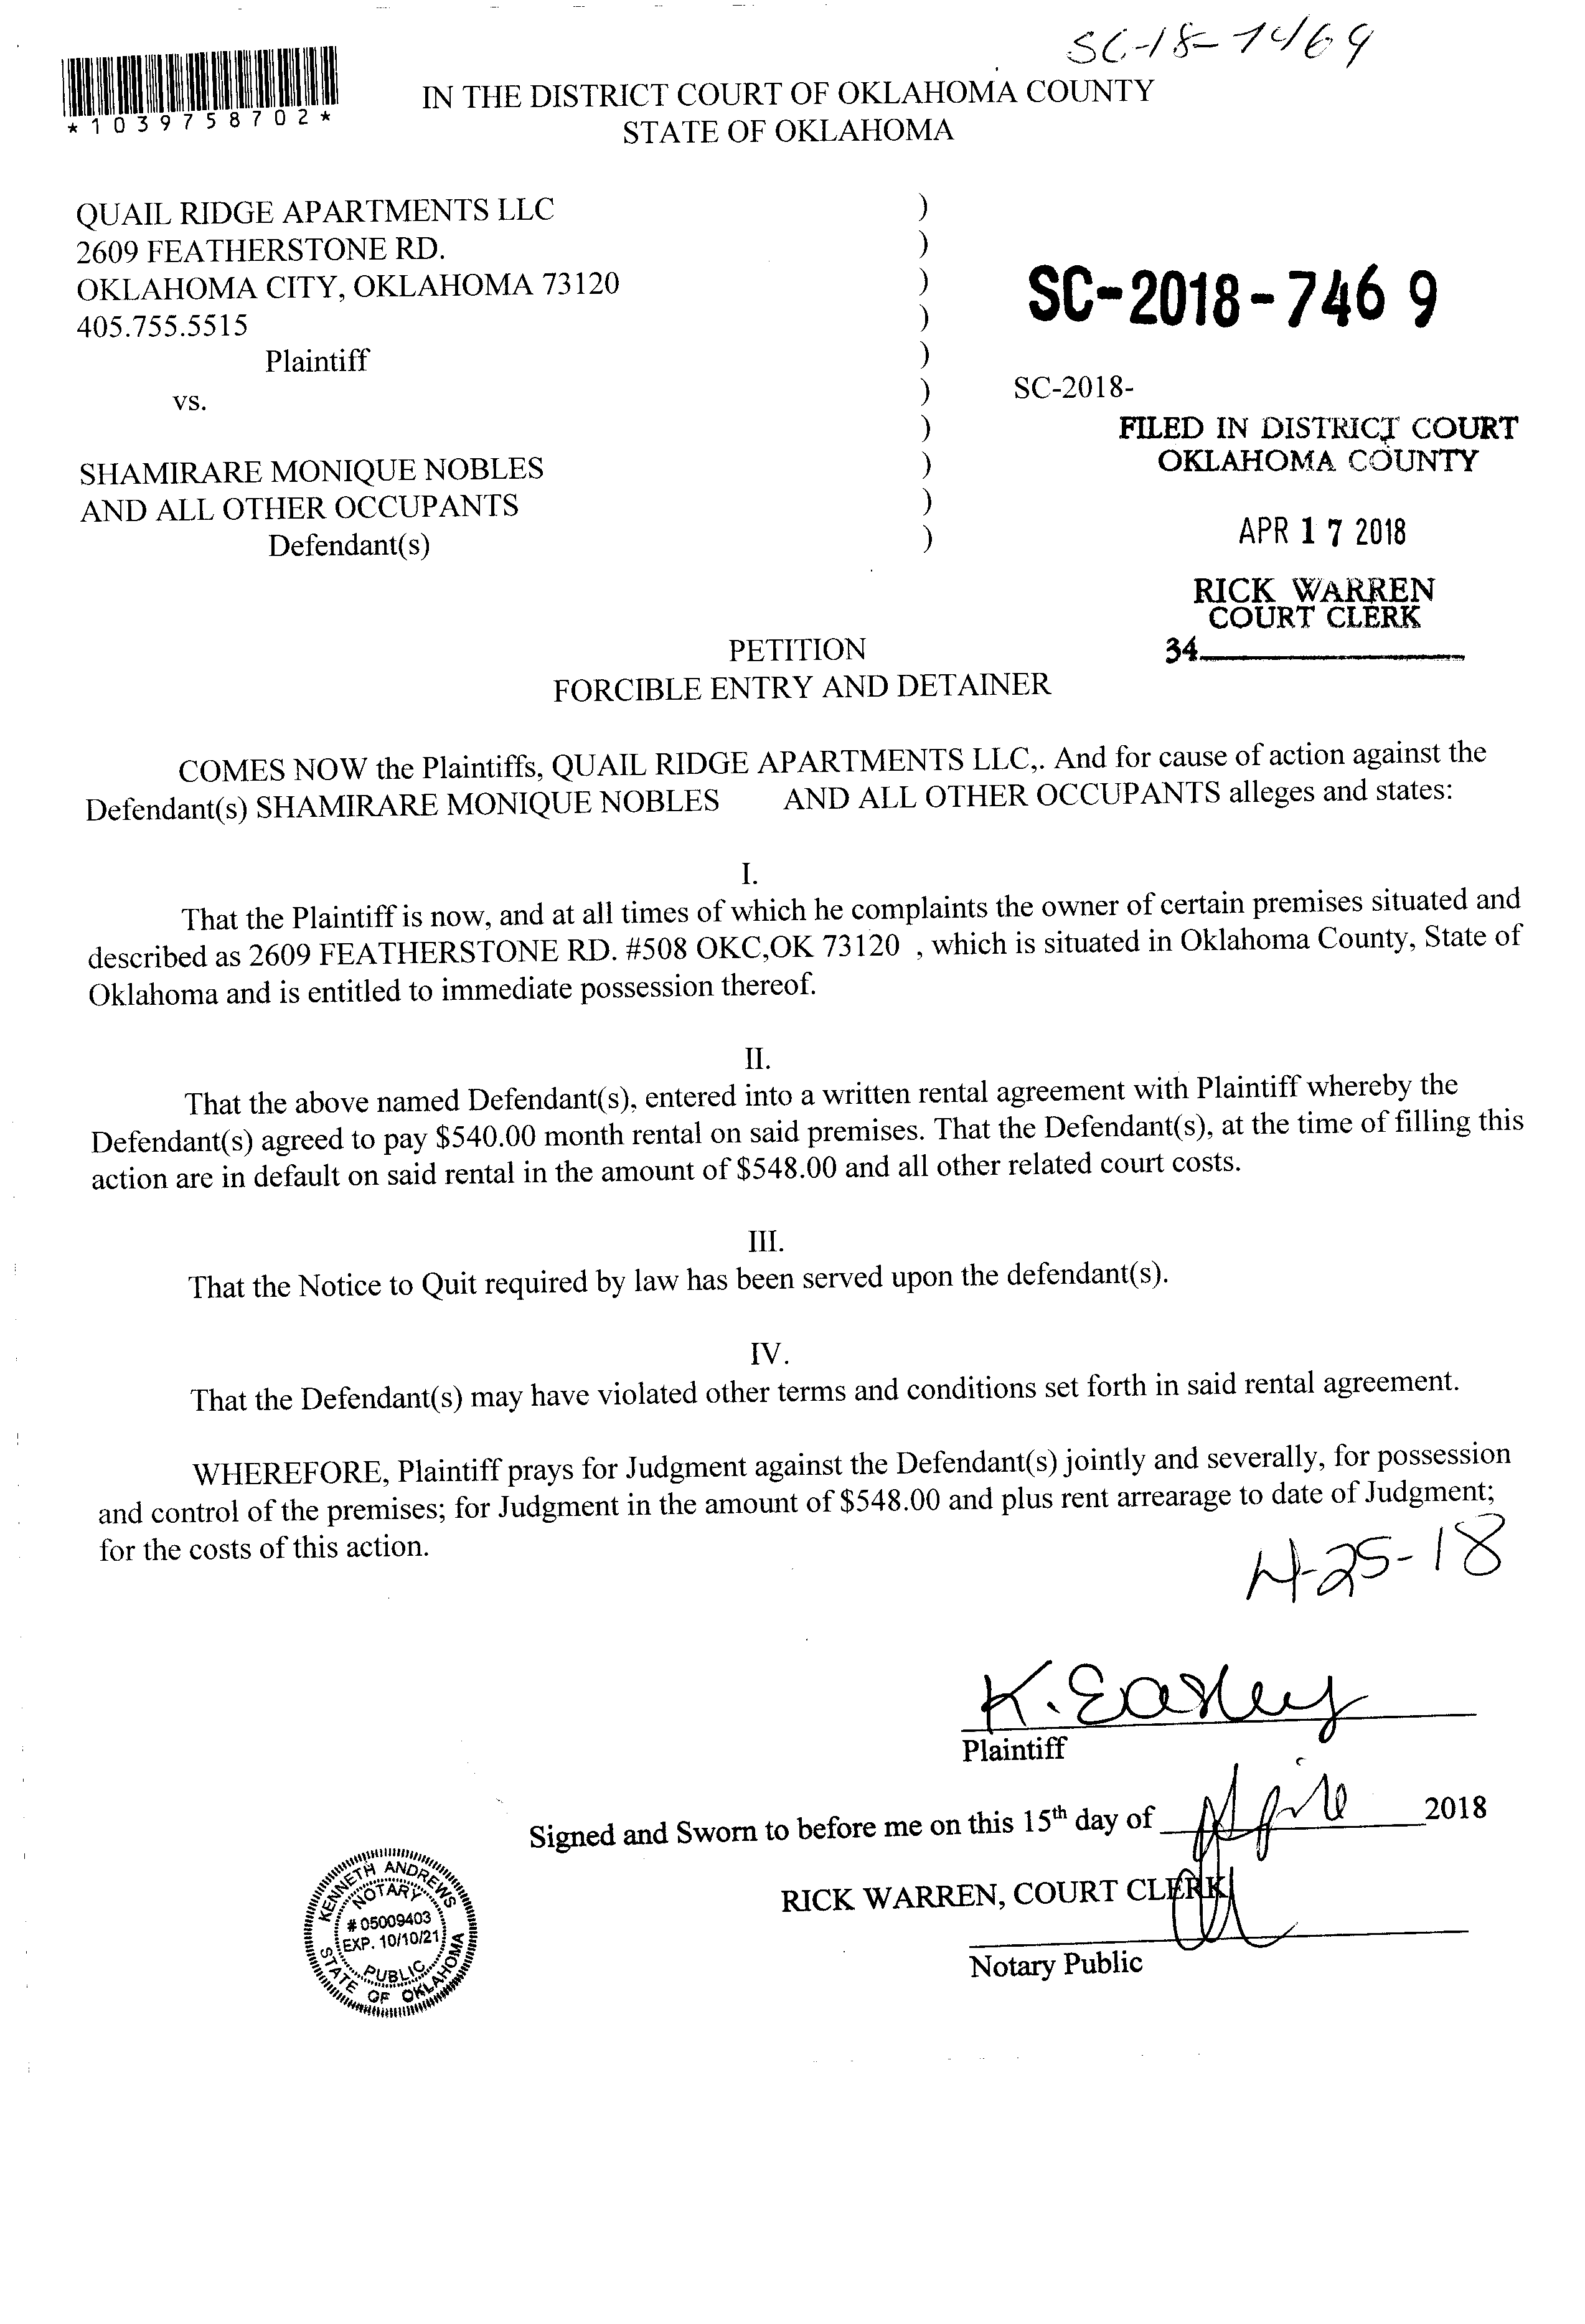 SC-18-7469
*1039758702*
IN THE DISTRICT COURT OF OKLAHOMA COUNTY
STATE OF OKLAHOMA
QUAIL RIDGE APARTMENTS LLC )
2609 FEATHERSTONE RD. )
OKLAHOMA CITY, OKLAHOMA 73120 )
405.755.5515 )
Plaintiff )
vs. )
)
SHAMIRARE MONIQUE NOBLES )
AND ALL OTHER OCCUPANTS )
Defendant(s) )
SC-2018-7469
SC-2018-
FILED IN DISTRICT COURT
OKLAHOMA COUNTY
APR 17 2018
RICK WARREN
COURT CLERK
34
PETITION
FORCIBLE ENTRY AND DETAINER
COMES NOW the Plaintiffs, QUAIL RIDGE APARTMENTS LLC,. And for cause of action against the
Defendant(s) SHAMIRARE MONIQUE NOBLES AND ALL OTHER OCCUPANTS alleges and states:
I.
That the Plaintiff is now, and at all times of which he complaints the owner of certain premises situated and
described as 2609 FEATHERSTONE RD. #508 OKC,OK 73120 , which is situated in Oklahoma County, State of
Oklahoma and is entitled to immediate possession thereof.
II.
That the above named Defendant(s), entered into a written rental agreement with Plaintiff whereby the
Defendant(s) agreed to pay $540.00 month rental on said premises. That the Defendant(s), at the time of filling this
action are in default on said rental in the amount of $548.00 and all other related court costs.
III.
That the Notice to Quit required by law has been served upon the defendant(s).
IV.
That the Defendant(s) may have violated other terms and conditions set forth in said rental agreement.
WHEREFORE, Plaintiff prays for Judgment against the Defendant(s) jointly and severally, for possession
and control of the premises; for Judgment in the amount of $548.00 and plus rent arrearage to date of Judgment;
for the costs of this action.
4-25-18
K. Easley
Plaintiff
Signed and Sworn to before me on this 15th day of April 2018
RICK WARREN, COURT CLERK
Notary Public
KENNETH ANDREWS
NOTARY
# 05009403
EXP. 10/10/21
PUBLIC
STATE OF OKLAHOMA